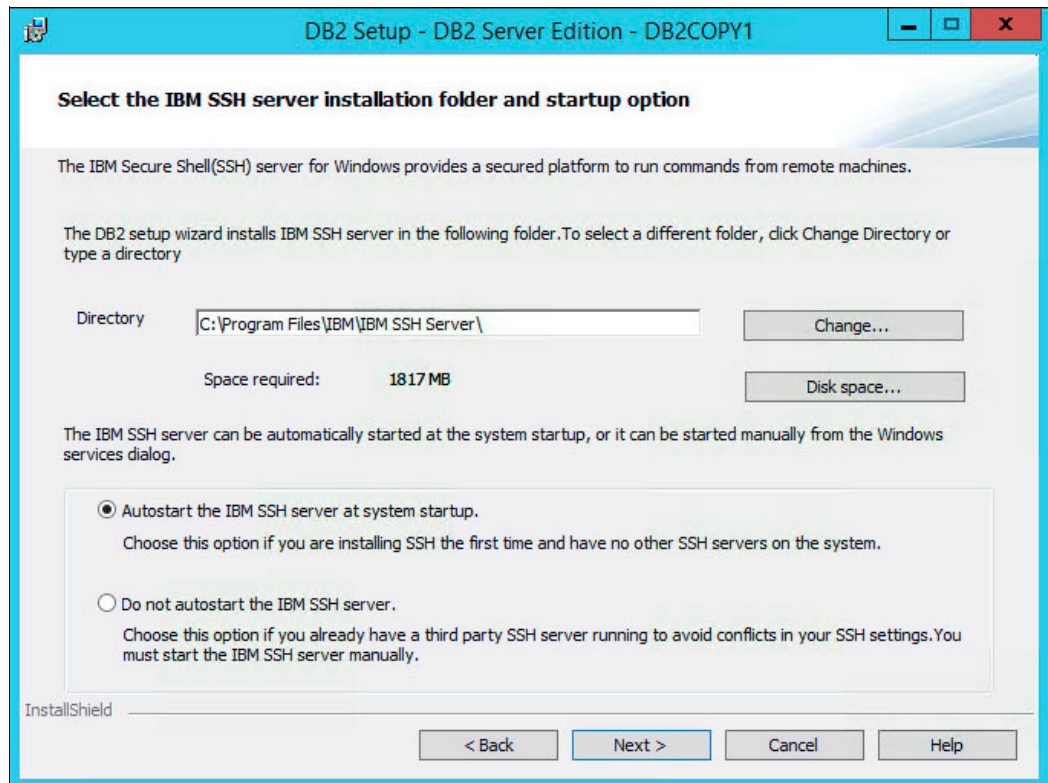 DB2 Setup - DB2 Server Edition - DB2COPY1
Select the IBM SSH server installation folder and startup option
The IBM Secure Shell(SSH) server for Windows provides a secured platform to run commands from remote machines.
The DB2 setup wizard installs IBM SSH server in the following folder.To select a different folder, click Change Directory or
type a directory
Directory C:\Program Files\IBM\IBM SSH Server\ Change...
Space required: 1817 MB Disk space...
The IBM SSH server can be automatically started at the system startup, or it can be started manually from the Windows
services dialog.
Autostart the IBM SSH server at system startup.
Choose this option if you are installing SSH the first time and have no other SSH servers on the system.
Do not autostart the IBM SSH server.
Choose this option if you already have a third party SSH server running to avoid conflicts in your SSH settings.You
must start the IBM SSH server manually.
InstallShield
< Back Next > Cancel Help